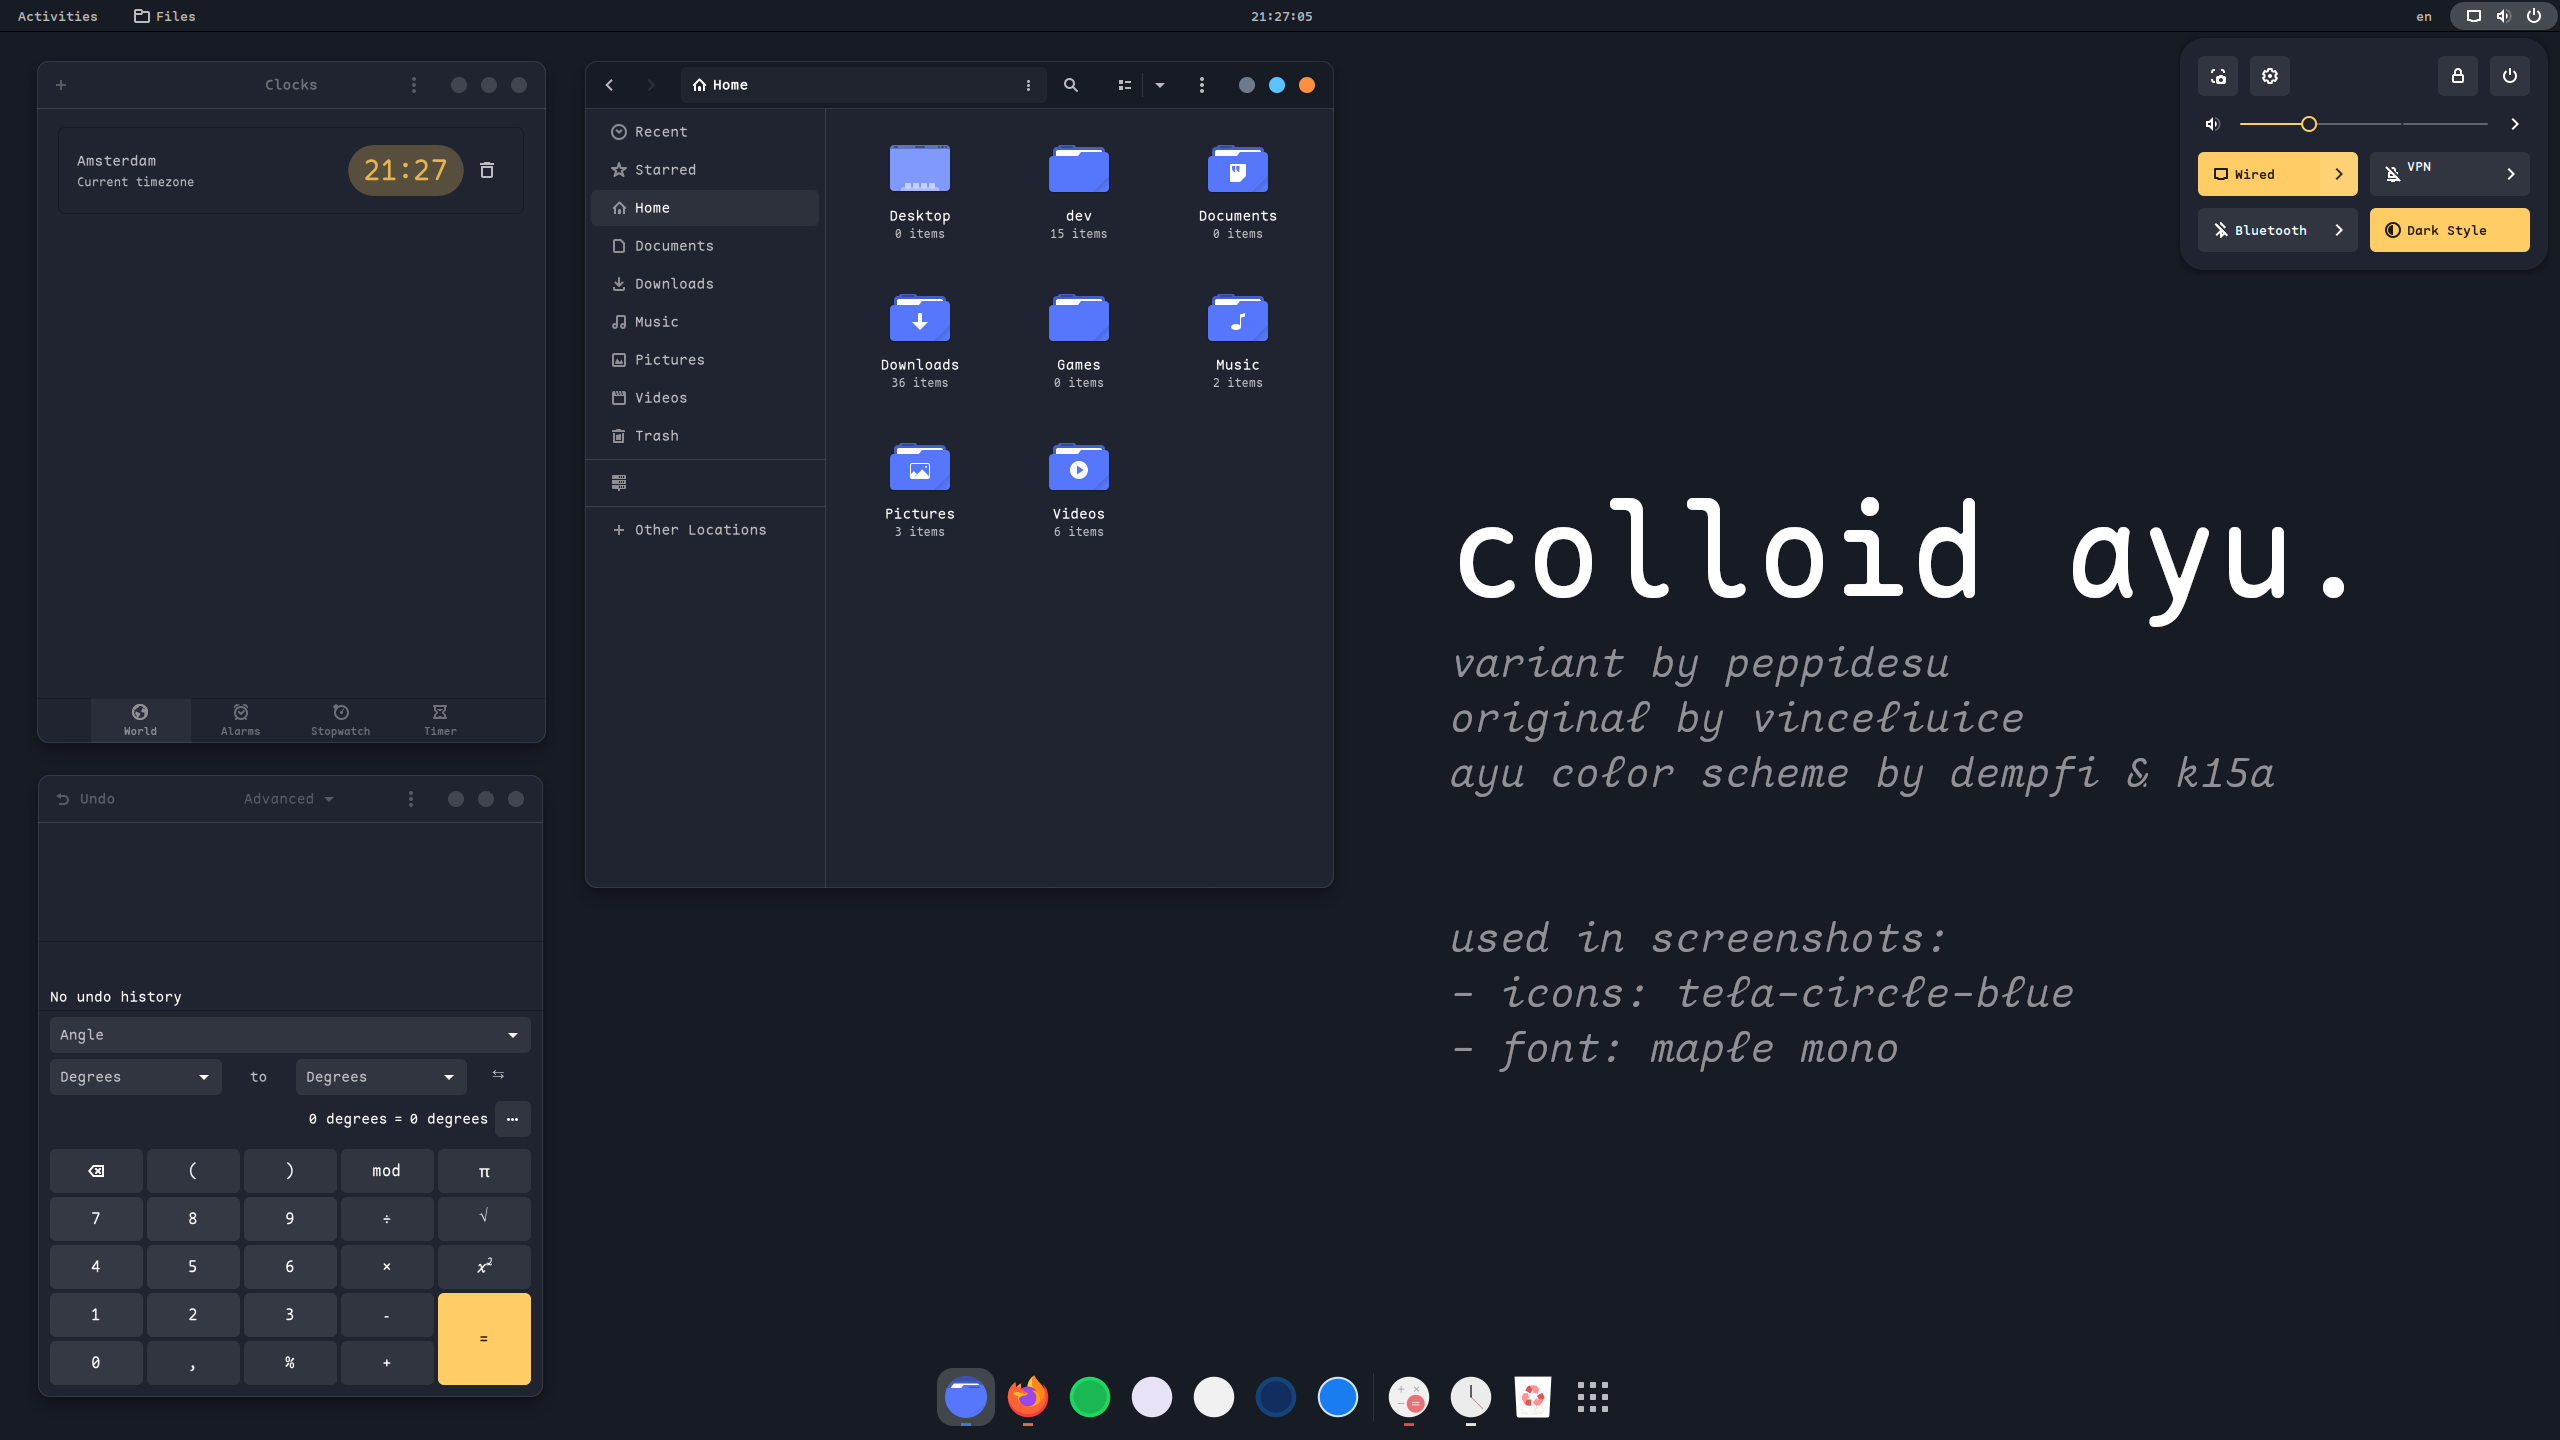 Activities
Files
21:27:05
en
Clocks
Amsterdam
Current timezone
21:27
World
Alarms
Stopwatch
Timer
Undo
Advanced
No undo history
Angle
Degrees
to
Degrees
0 degrees = 0 degrees
( ) mod π
7 8 9 ÷ √
4 5 6 × x²
1 2 3 - =
0 , % +
Home
Recent
Starred
Home
Documents
Downloads
Music
Pictures
Videos
Trash
Other Locations
Desktop
0 items
dev
15 items
Documents
0 items
Downloads
36 items
Games
0 items
Music
2 items
Pictures
3 items
Videos
6 items
Wired
VPN
Bluetooth
Dark Style
colloid ayu.
variant by peppidesu
original by vinceliuice
ayu color scheme by dempfi & k15a
used in screenshots:
- icons: tela-circle-blue
- font: maple mono